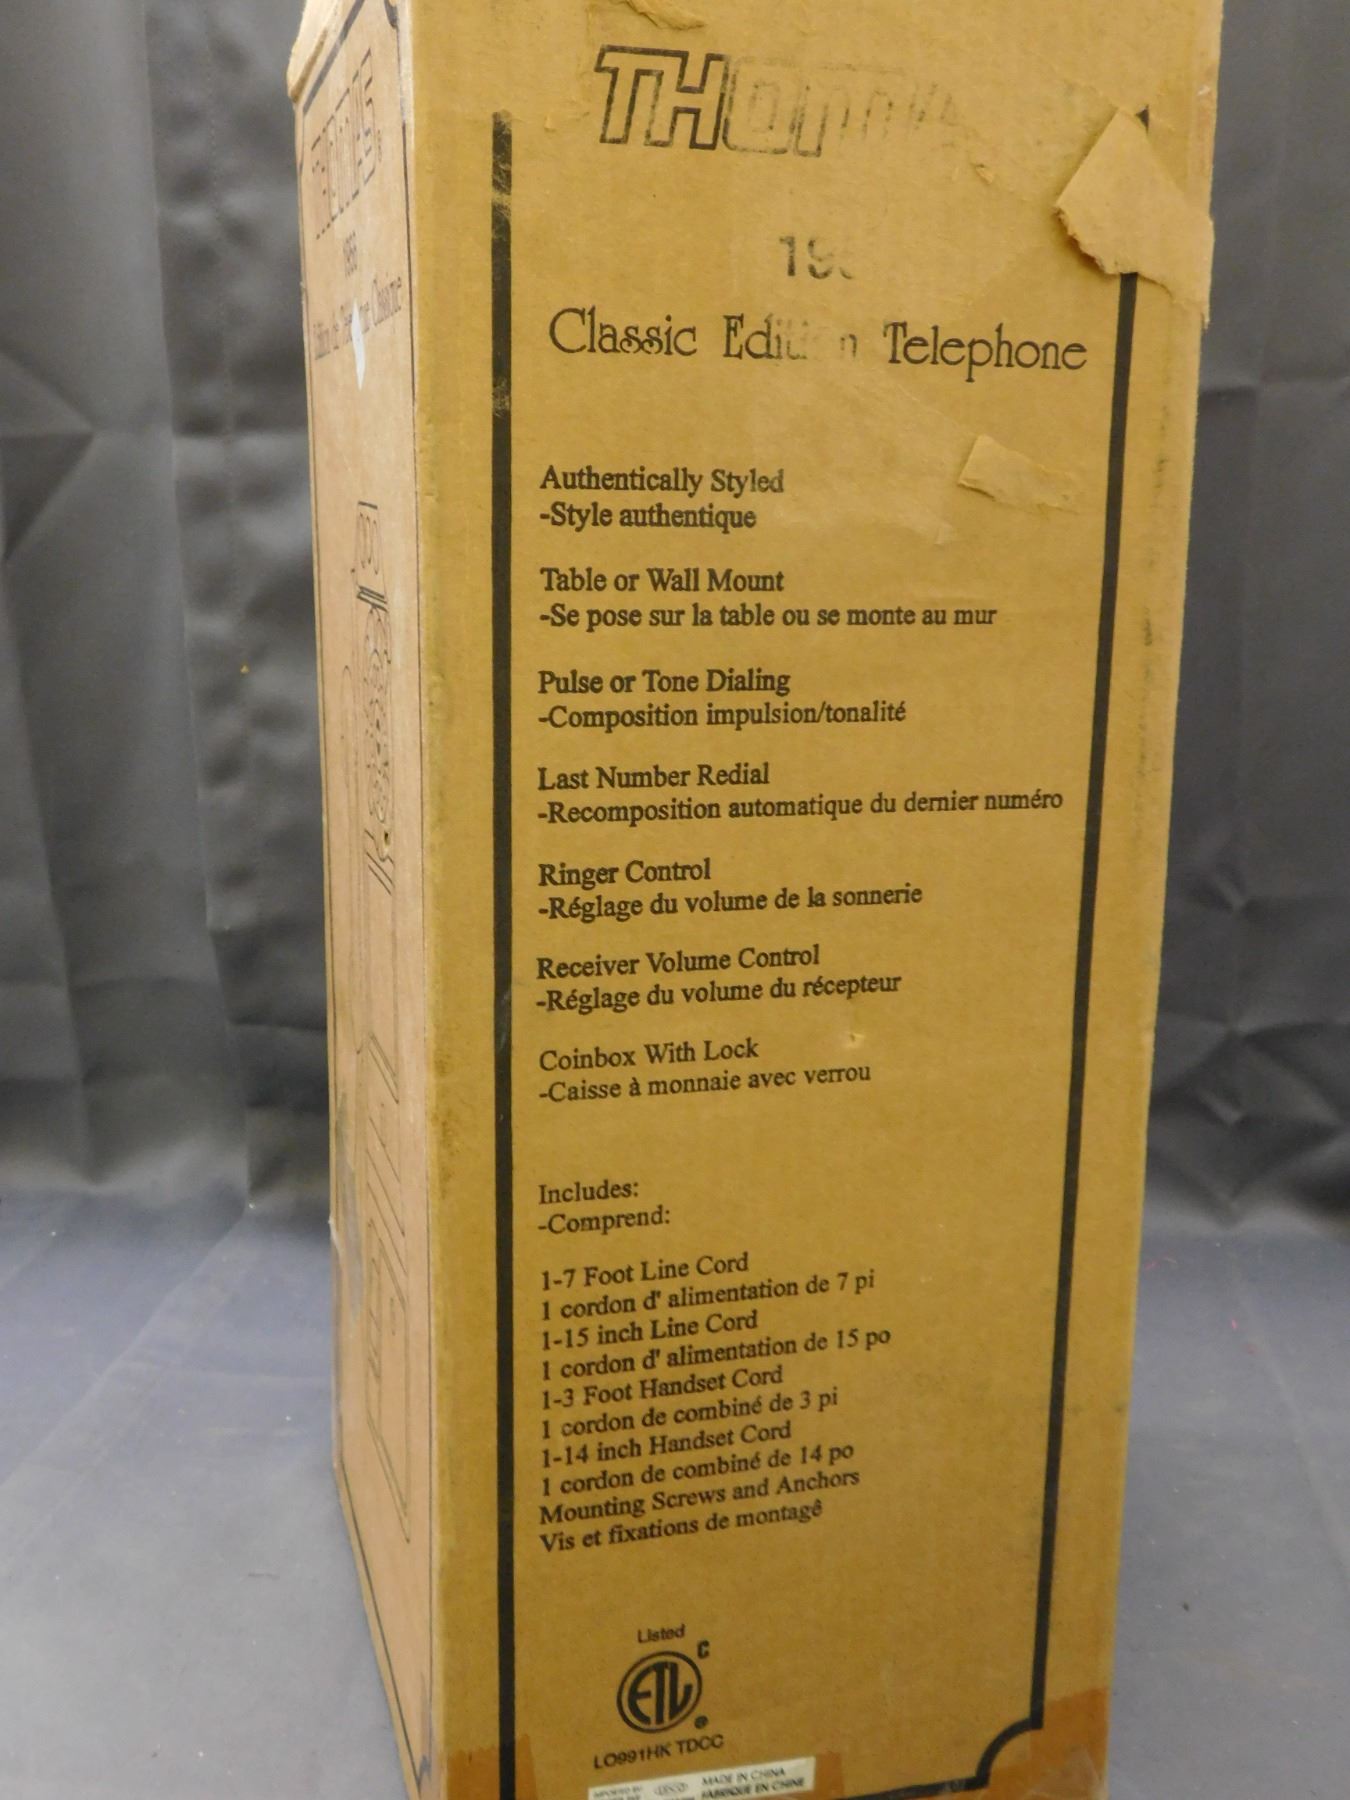 Classic Telephone
Authentically Styled
-Style authentique
Table or Wall Mount
-Se pose sur la table ou se monte au mur
Pulse or Tone Dialing
-Composition impulsion/tonalité
Last Number Redial
-Recomposition automatique du dernier numéro
Ringer Control
-Réglage du volume de la sonnerie
Receiver Volume Control
-Réglage du volume du récepteur
Coinbox With Lock
-Caisse à monnaie avec verrou
Includes:
-Comprend:
1-7 Foot Line Cord
1 cordon d' alimentation de 7 pi
1-15 inch Line Cord
1 cordon d' alimentation de 15 po
1-3 Foot Handset Cord
1 cordon de combiné de 3 pi
1-14 inch Handset Cord
1 cordon de combiné de 14 po
Mounting Screws and Anchors
Vis et fixations de montagê
Listed
C
ETL
®
LO991HK TDCC
MADE IN CHINA
FABRIQUE EN CHINE